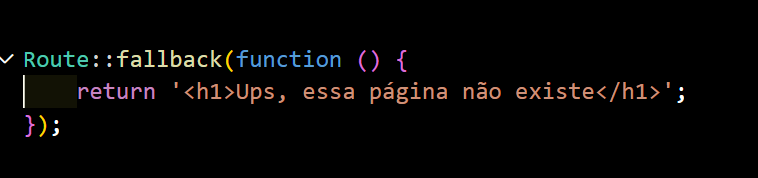 Route::fallback(function () {
    return '<h1>Ups, essa página não existe</h1>';
});